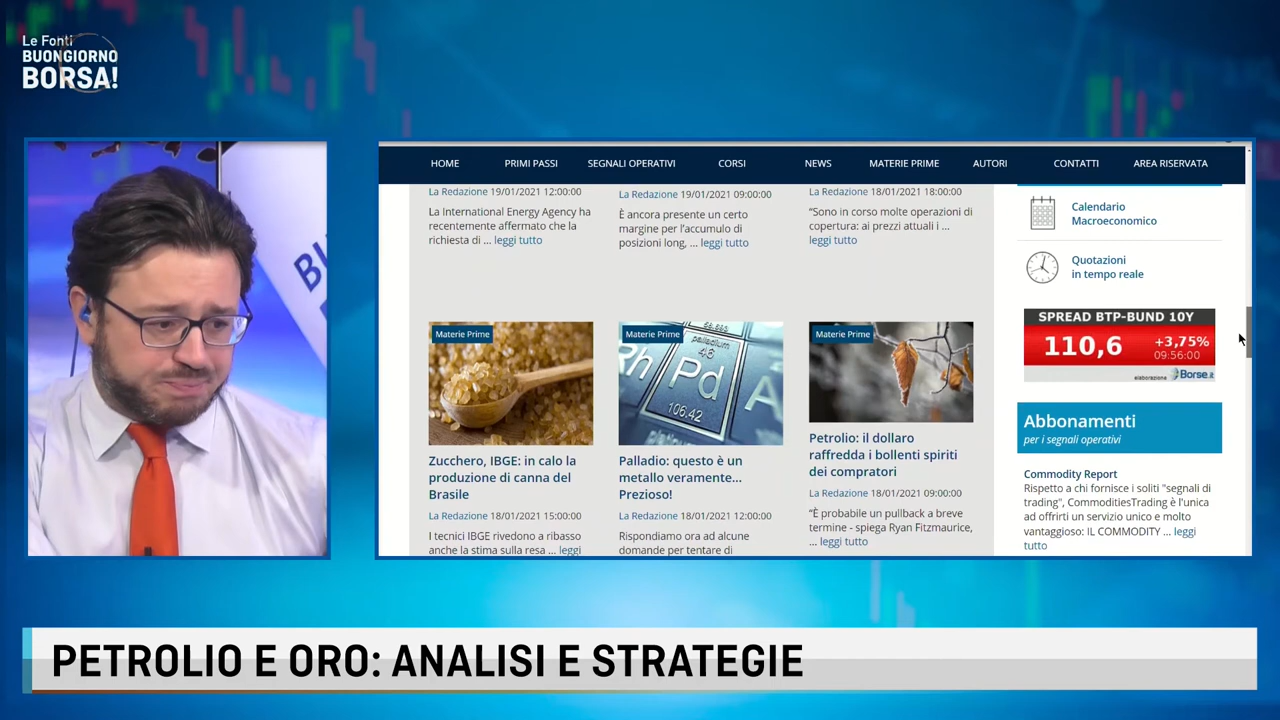 Le Fonti
BUONGIORNO
BORSA!
HOME
PRIMI PASSI
SEGNALI OPERATIVI
CORSI
NEWS
MATERIE PRIME
AUTORI
CONTATTI
AREA RISERVATA
La Redazione 19/01/2021 12:00:00
La International Energy Agency ha
recentemente affermato che la
richiesta di ... leggi tutto
La Redazione 19/01/2021 09:00:00
È ancora presente un certo
margine per l'accumulo di
posizioni long, ... leggi tutto
La Redazione 18/01/2021 18:00:00
“Sono in corso molte operazioni di
copertura: ai prezzi attuali i ...
leggi tutto
Materie Prime
Zucchero, IBGE: in calo la
produzione di canna del
Brasile
La Redazione 18/01/2021 15:00:00
I tecnici IBGE rivedono a ribasso
anche la stima sulla resa ... leggi
Materie Prime
palladium
46
Rh
Pd
A
106.42
Palladio: questo è un
metallo veramente...
Prezioso!
La Redazione 18/01/2021 12:00:00
Rispondiamo ora ad alcune
domande per tentare di
Materie Prime
Petrolio: il dollaro
raffredda i bollenti spiriti
dei compratori
La Redazione 18/01/2021 09:00:00
“È probabile un pullback a breve
termine - spiega Ryan Fitzmaurice,
... leggi tutto
Calendario
Macroeconomico
Quotazioni
in tempo reale
SPREAD BTP-BUND 10Y
110,6
+3,75%
09:56:00
elaborazione Borse.it
Abbonamenti
per i segnali operativi
Commodity Report
Rispetto a chi fornisce i soliti "segnali di
trading", CommoditiesTrading è l'unica
ad offrirti un servizio unico e molto
vantaggioso: IL COMMODITY ... leggi
tutto
PETROLIO E ORO: ANALISI E STRATEGIE